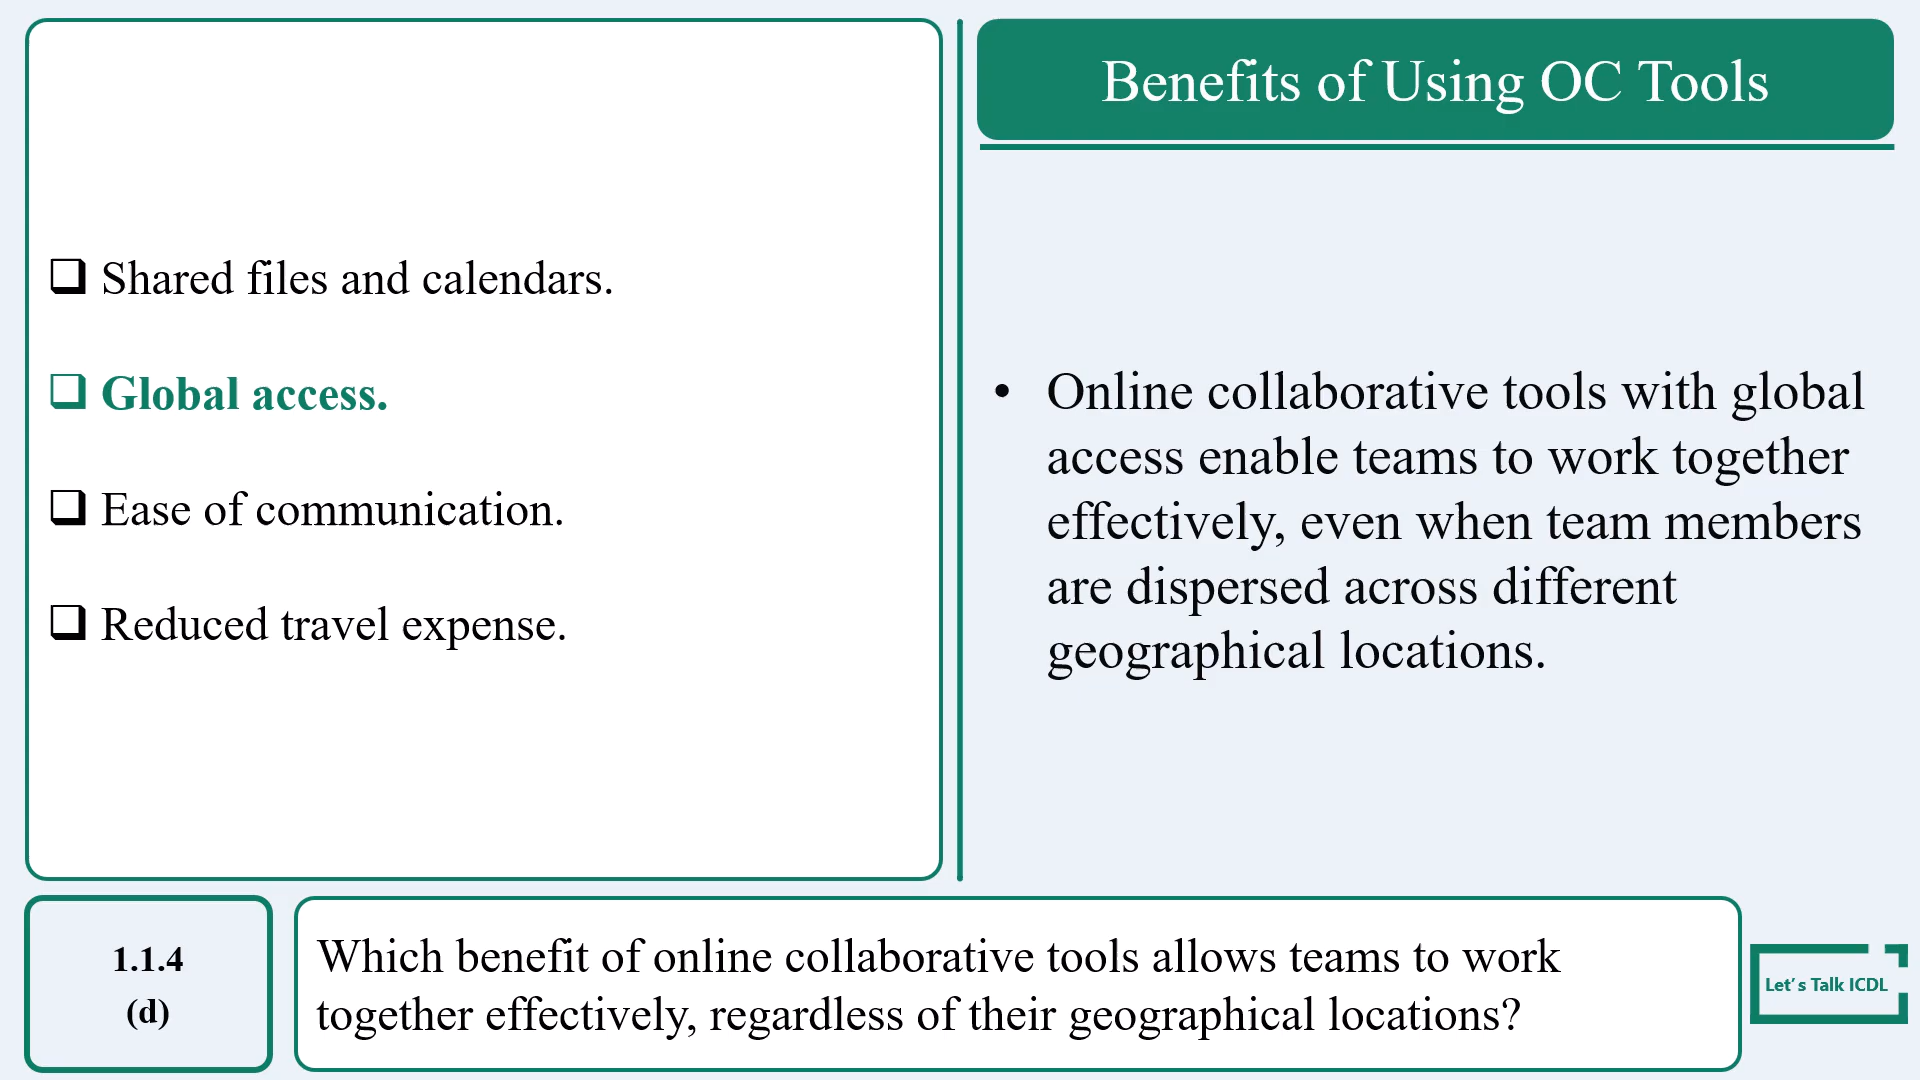 ❑ Shared files and calendars.
❑ Global access.
❑ Ease of communication.
❑ Reduced travel expense.
Benefits of Using OC Tools
• Online collaborative tools with global
access enable teams to work together
effectively, even when team members
are dispersed across different
geographical locations.
1.1.4
(d)
Which benefit of online collaborative tools allows teams to work
together effectively, regardless of their geographical locations?
Let's Talk ICDL